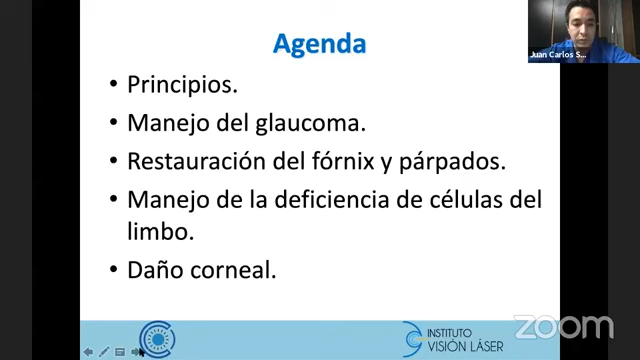 Agenda
Juan Carlos S...
• Principios.
• Manejo del glaucoma.
• Restauración del fórnix y párpados.
• Manejo de la deficiencia de células del
limbo.
• Daño corneal.
INSTITUTO
VISIÓN LÁSER
zoom